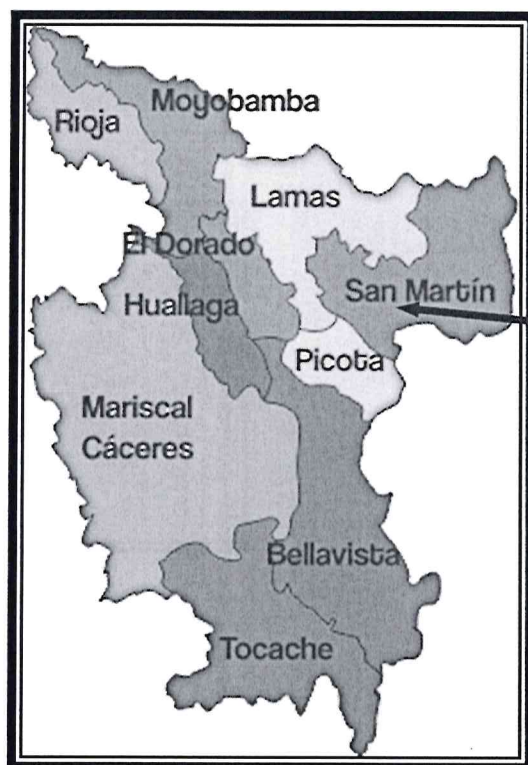 Moyobamba
Rioja
Lamas
El Dorado
San Martín
Huallaga
Picota
Mariscal
Cáceres
Bellavista
Tocache